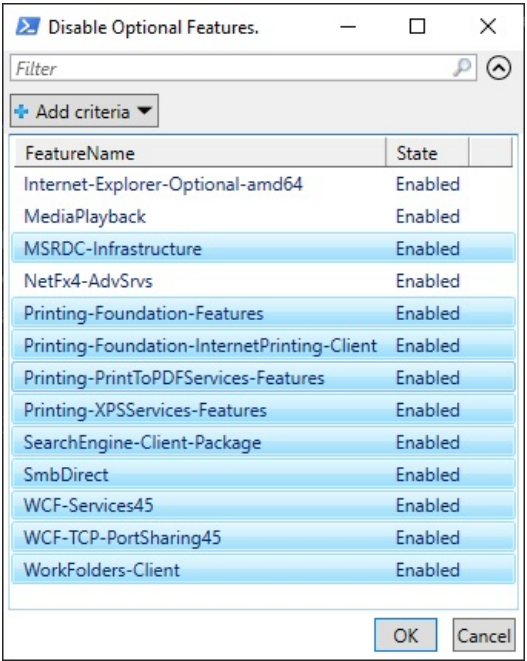 Disable Optional Features.
Filter
Add criteria
FeatureName State
Internet-Explorer-Optional-amd64 Enabled
MediaPlayback Enabled
MSRDC-Infrastructure Enabled
NetFx4-AdvSrvs Enabled
Printing-Foundation-Features Enabled
Printing-Foundation-InternetPrinting-Client Enabled
Printing-PrintToPDFServices-Features Enabled
Printing-XPSServices-Features Enabled
SearchEngine-Client-Package Enabled
SmbDirect Enabled
WCF-Services45 Enabled
WCF-TCP-PortSharing45 Enabled
WorkFolders-Client Enabled
OK Cancel